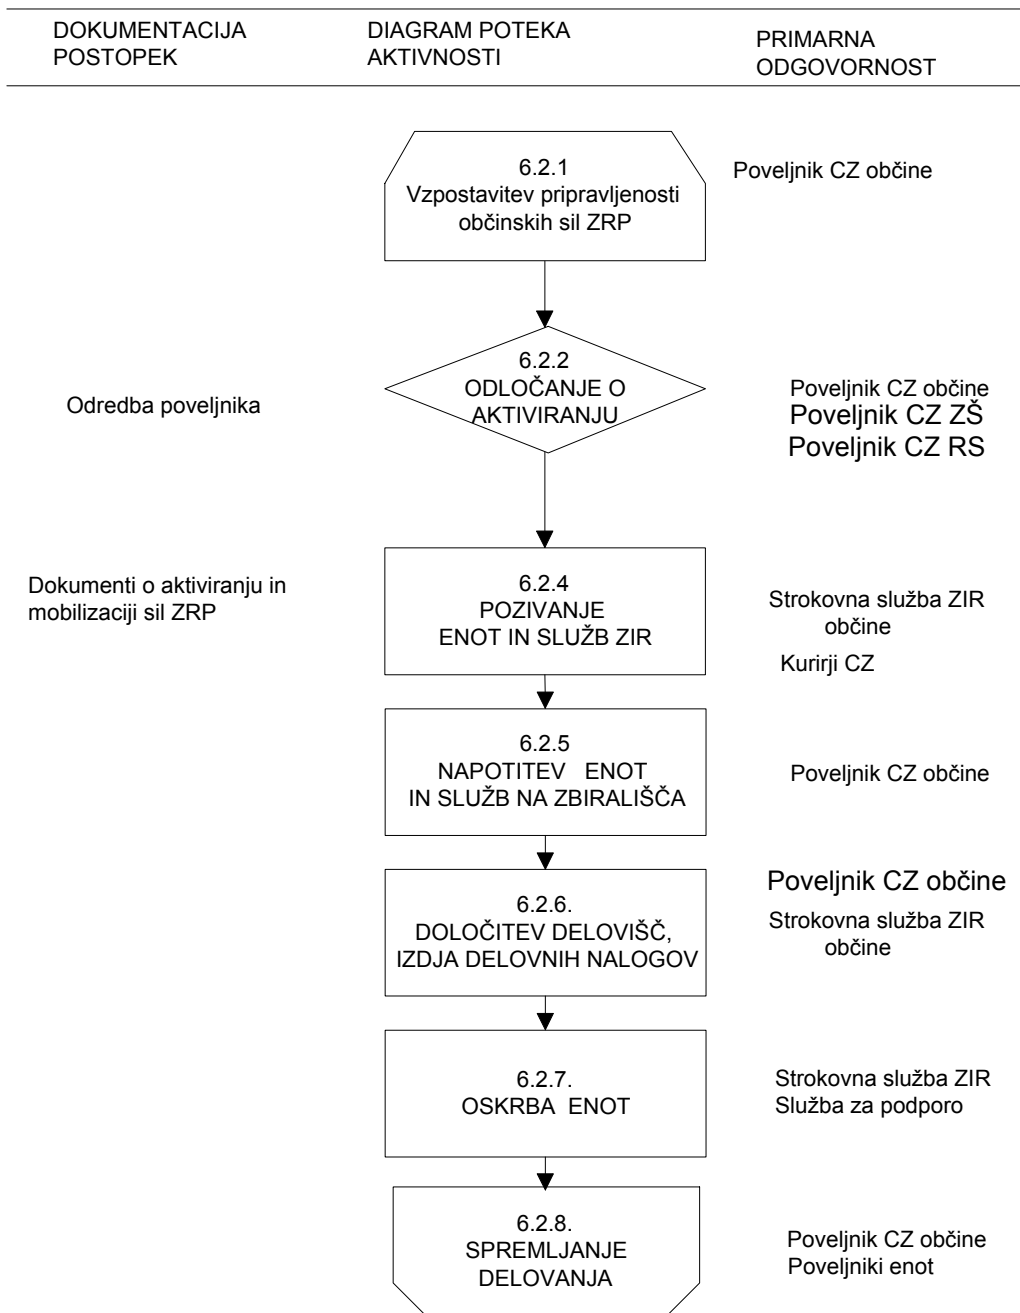 DOKUMENTACIJA
POSTOPEK
DIAGRAM POTEKA
AKTIVNOSTI
PRIMARNA
ODGOVORNOST
6.2.1
Vzpostavitev pripravljenosti
občinskih sil ZRP
Poveljnik CZ občine
Odredba poveljnika
6.2.2
ODLOČANJE O
AKTIVIRANJU
Poveljnik CZ občine
Poveljnik CZ ZŠ
Poveljnik CZ RS
Dokumenti o aktiviranju in
mobilizaciji sil ZRP
6.2.4
POZIVANJE
ENOT IN SLUŽB ZIR
Strokovna služba ZIR
občine
Kurirji CZ
6.2.5
NAPOTITEV ENOT
IN SLUŽB NA ZBIRALIŠČA
Poveljnik CZ občine
6.2.6.
DOLOČITEV DELOVIŠČ,
IZDJA DELOVNIH NALOGOV
Poveljnik CZ občine
Strokovna služba ZIR
občine
6.2.7.
OSKRBA ENOT
Strokovna služba ZIR
Služba za podporo
6.2.8.
SPREMLJANJE
DELOVANJA
Poveljnik CZ občine
Poveljniki enot